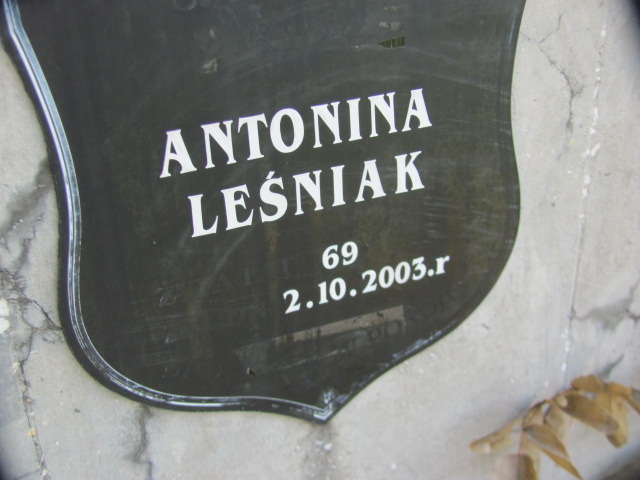 ANTONINA
LEŚNIAK
69
2.10.2003.r